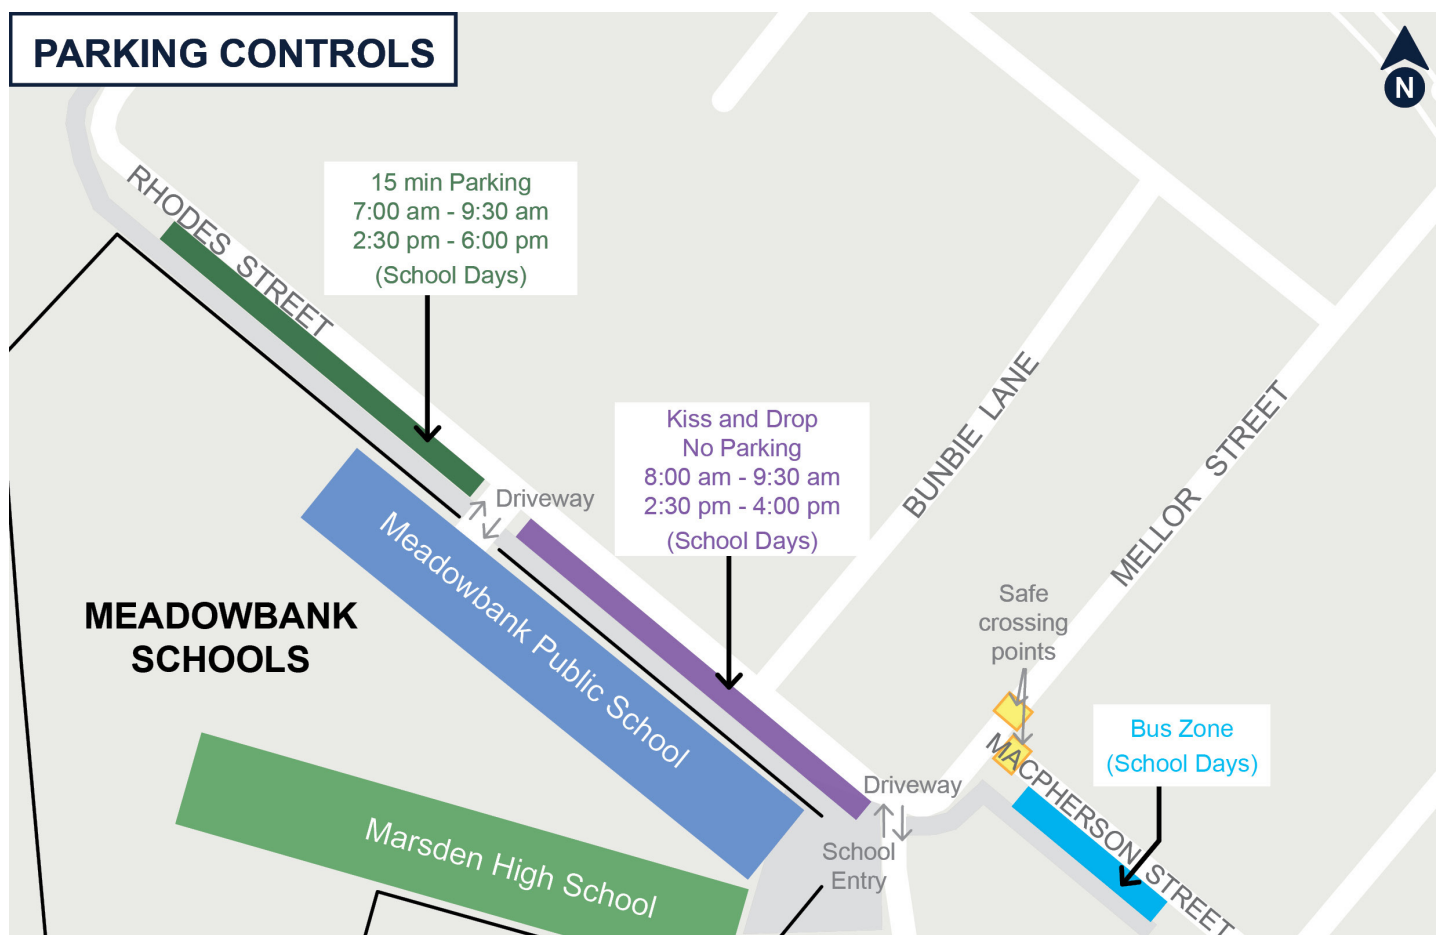 PARKING CONTROLS
N
RHODES STREET
15 min Parking
7:00 am - 9:30 am
2:30 pm - 6:00 pm
(School Days)
Kiss and Drop
No Parking
8:00 am - 9:30 am
2:30 pm - 4:00 pm
(School Days)
BUNBIE LANE
MELLOR STREET
Driveway
Meadowbank Public School
MEADOWBANK
SCHOOLS
Safe
crossing
points
Bus Zone
(School Days)
MACPHERSON STREET
Driveway
School
Entry
Marsden High School